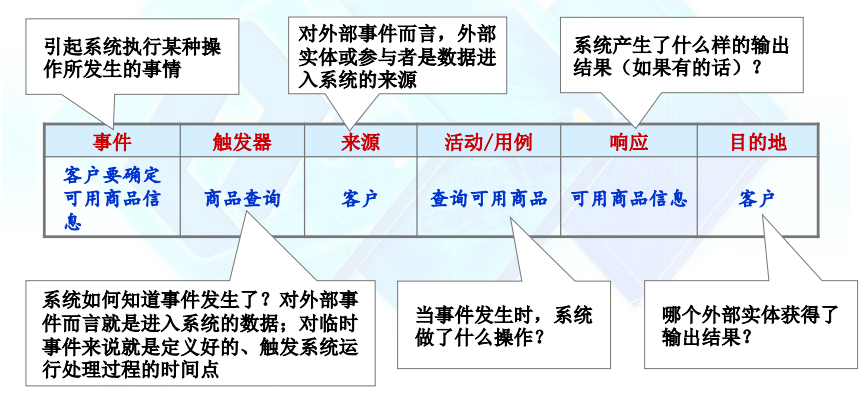 引起系统执行某种操
作所发生的事情
对外部事件而言，外部
实体或参与者是数据进
入系统的来源
系统产生了什么样的输出
结果（如果有的话）？
事件 触发器 来源 活动/用例 响应 目的地
客户要确定
可用商品信
息
商品查询 客户 查询可用商品 可用商品信息 客户
系统如何知道事件发生了？对外部事
件而言就是进入系统的数据；对临时
事件来说就是定义好的、触发系统运
行处理过程的时间点
当事件发生时，系统
做了什么操作？
哪个外部实体获得了
输出结果？